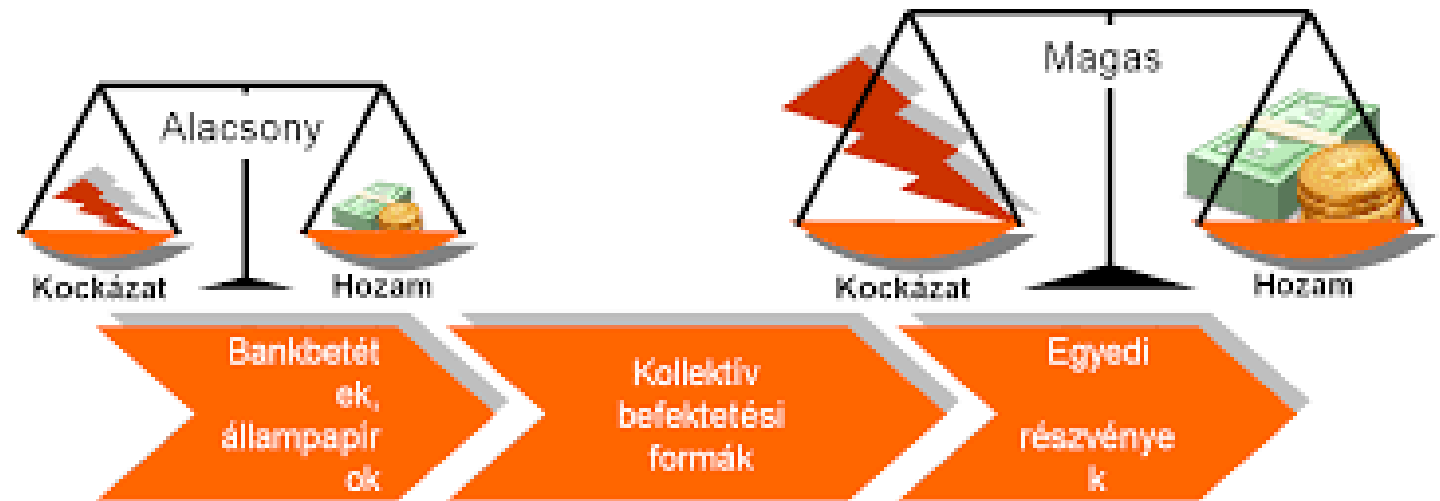 Alacsony
Kockázat
Hozam
Magas
Kockázat
Hozam
Bankbetét
ek,
állampapír
ok
Kollektív
befektetési
formák
Egyedi
részvénye
k